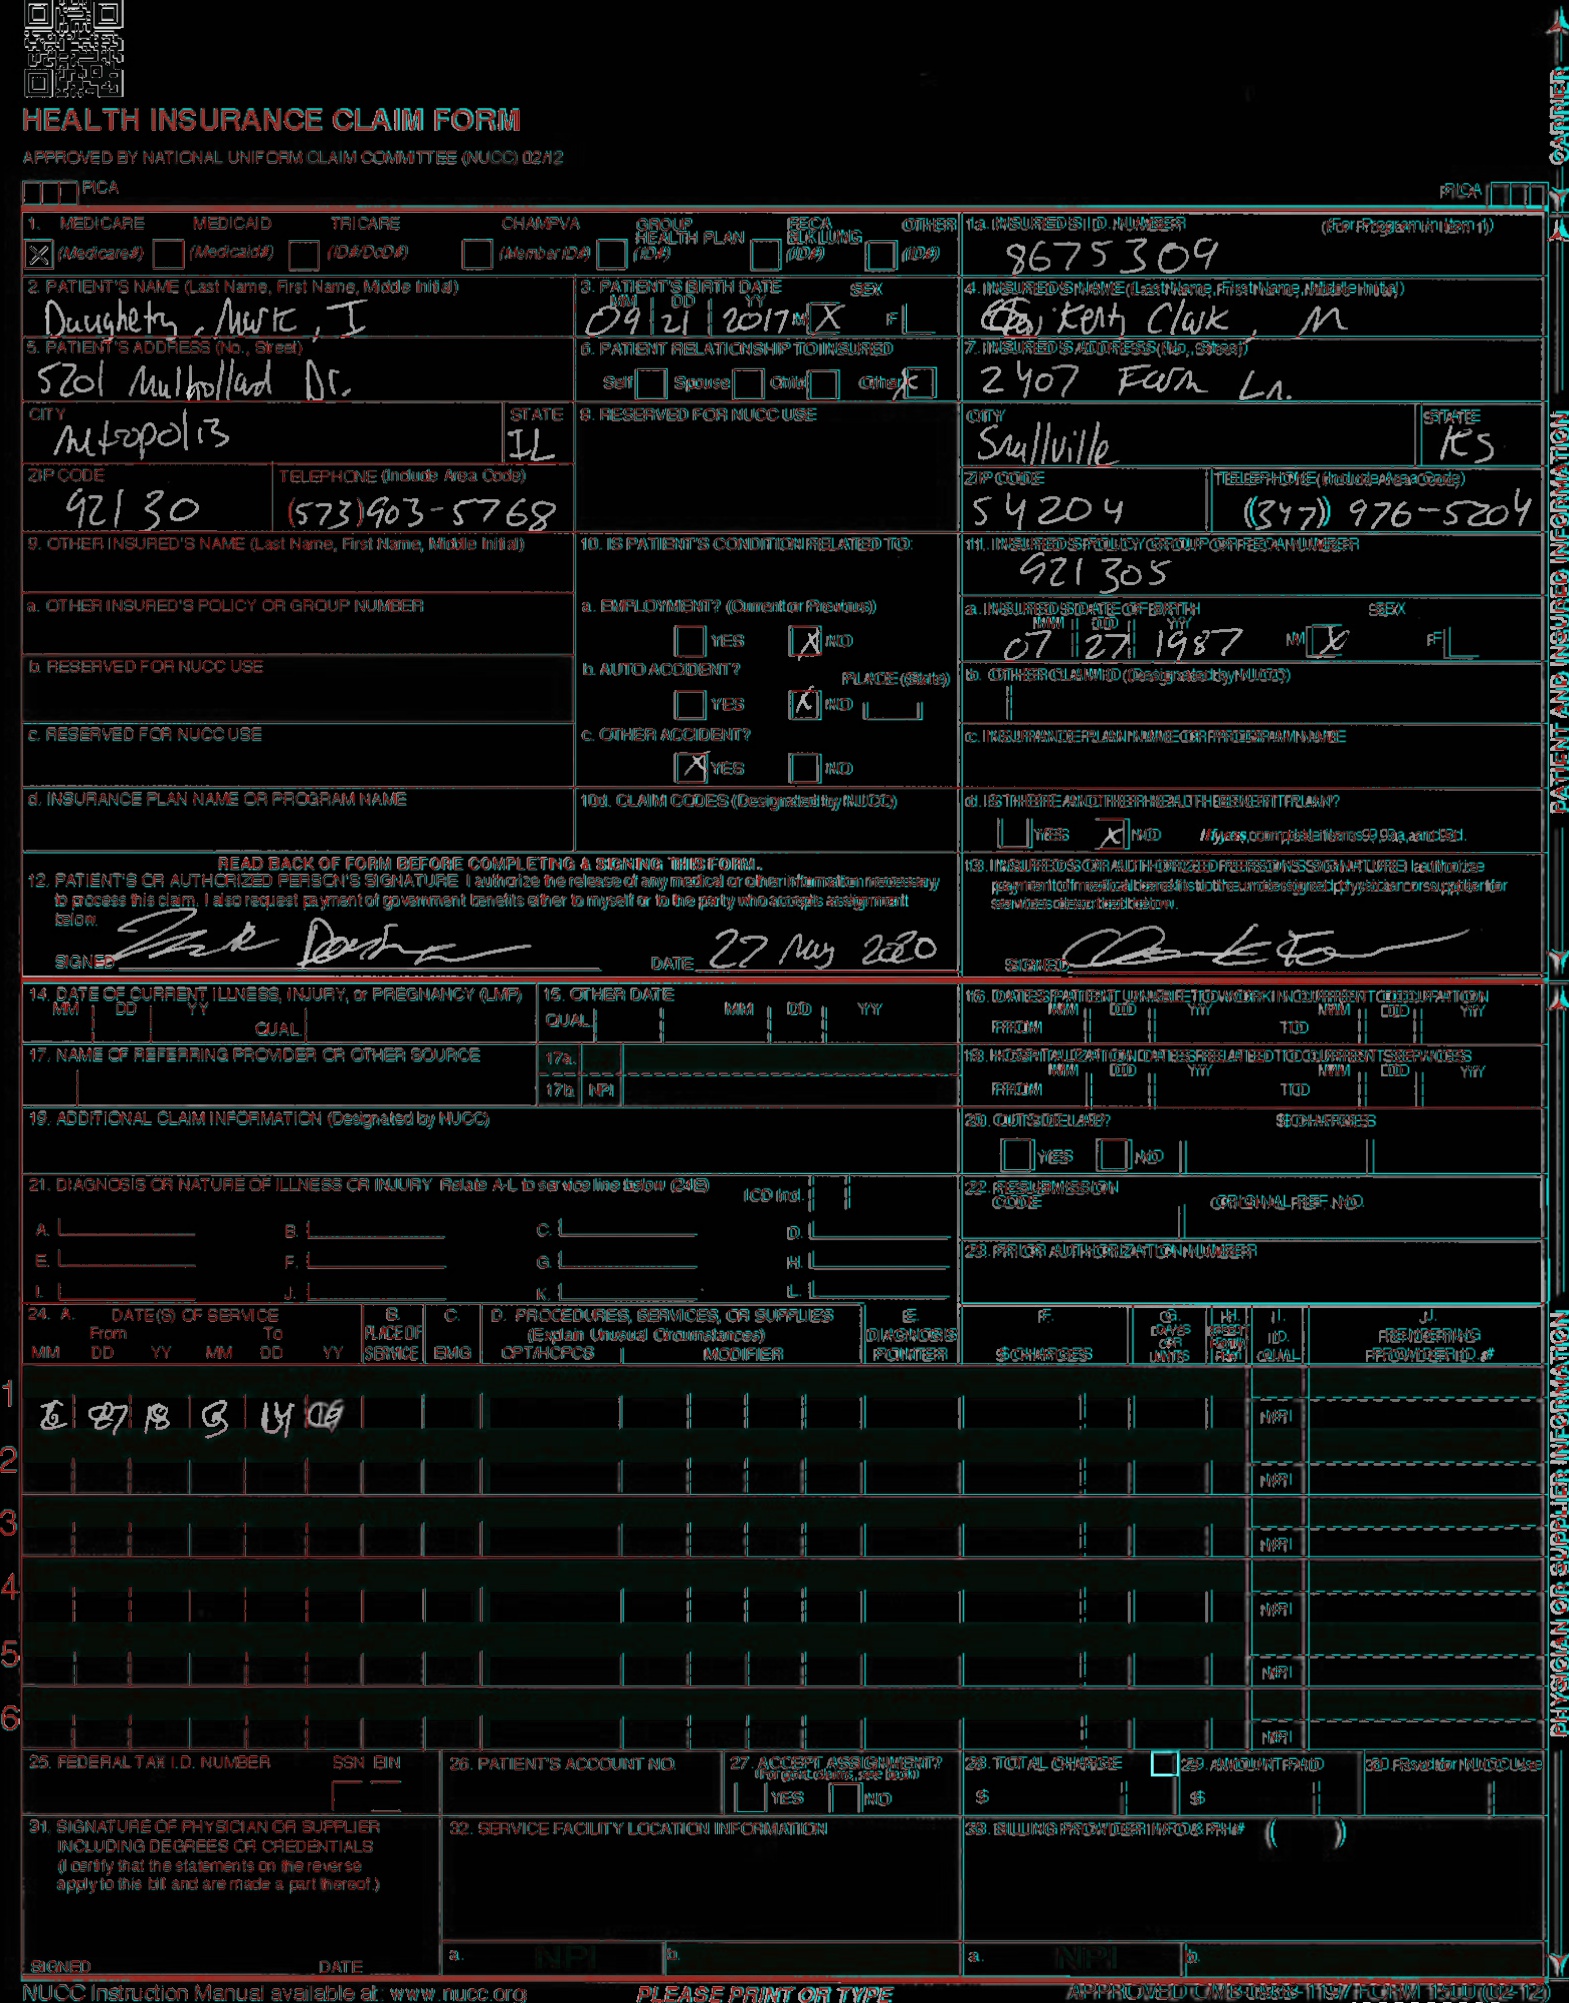 HEALTH INSURANCE CLAIM FORM
APPROVED BY NATIONAL UNIFORM CLAIM COMMITTEE (NUCC) 02/12
PICA PICA
CARRIER
1. MEDICARE MEDICAID TRICARE CHAMPVA GROUP HEALTH PLAN FECA BLK LUNG OTHER 1a. INSURED'S I.D. NUMBER (For Program in Item 1)
X (Medicare#) (Medicaid#) (ID#/DoD#) (Member ID#) (ID#) (ID#) (ID#) 8675309
2. PATIENT'S NAME (Last Name, First Name, Middle Initial) 3. PATIENT'S BIRTH DATE SEX 4. INSURED'S NAME (Last Name, First Name, Middle Initial)
MM DD YY
Daughety, Mark, I 09 21 2017 M X F Kent, Clark, M
5. PATIENT'S ADDRESS (No., Street) 6. PATIENT RELATIONSHIP TO INSURED 7. INSURED'S ADDRESS (No., Street)
5201 Mulhollad Dr. Self Spouse Child Other X 2407 Farm Ln.
CITY STATE 8. RESERVED FOR NUCC USE CITY STATE
Metropolis IL Smallville KS
ZIP CODE TELEPHONE (Include Area Code) ZIP CODE TELEPHONE (Include Area Code)
92130 (573) 903-5768 54204 (347) 976-5204
9. OTHER INSURED'S NAME (Last Name, First Name, Middle Initial) 10. IS PATIENT'S CONDITION RELATED TO: 11. INSURED'S POLICY GROUP OR FECA NUMBER
921305
a. OTHER INSURED'S POLICY OR GROUP NUMBER a. EMPLOYMENT? (Current or Previous) a. INSURED'S DATE OF BIRTH SEX
MM DD YY
YES X NO 07 27 1987 M X F
b. RESERVED FOR NUCC USE b. AUTO ACCIDENT? PLACE (State) b. OTHER CLAIM ID (Designated by NUCC)
YES X NO
c. RESERVED FOR NUCC USE c. OTHER ACCIDENT? c. INSURANCE PLAN NAME OR PROGRAM NAME
X YES NO
d. INSURANCE PLAN NAME OR PROGRAM NAME 10d. CLAIM CODES (Designated by NUCC) d. IS THERE ANOTHER HEALTH BENEFIT PLAN?
YES X NO If yes, complete items 9, 9a, and 9d.
PATIENT AND INSURED INFORMATION
READ BACK OF FORM BEFORE COMPLETING & SIGNING THIS FORM.
12. PATIENT'S OR AUTHORIZED PERSON'S SIGNATURE I authorize the release of any medical or other information necessary
to process this claim. I also request payment of government benefits either to myself or to the party who accepts assignment
below.
13. INSURED'S OR AUTHORIZED PERSON'S SIGNATURE I authorize
payment of medical benefits to the undersigned physician or supplier for
services described below.
SIGNED DATE 22 May 2020 SIGNED
14. DATE OF CURRENT ILLNESS, INJURY, or PREGNANCY (LMP) 15. OTHER DATE 16. DATES PATIENT UNABLE TO WORK IN CURRENT OCCUPATION
MM DD YY QUAL. QUAL. MM DD YY MM DD YY MM DD YY
FROM TO
17. NAME OF REFERRING PROVIDER OR OTHER SOURCE 17a. 18. HOSPITALIZATION DATES RELATED TO CURRENT SERVICES
17b. NPI MM DD YY MM DD YY
FROM TO
19. ADDITIONAL CLAIM INFORMATION (Designated by NUCC) 20. OUTSIDE LAB? $ CHARGES
YES NO
21. DIAGNOSIS OR NATURE OF ILLNESS OR INJURY Relate A-L to service line below (24E) ICD Ind. 22. RESUBMISSION CODE ORIGINAL REF. NO.
A. B. C. D.
E. F. G. H. 23. PRIOR AUTHORIZATION NUMBER
I. J. K. L.
24. A. DATE(S) OF SERVICE B. C. D. PROCEDURES, SERVICES, OR SUPPLIES E. F. G. H. I. J.
From To PLACE OF (Explain Unusual Circumstances) DIAGNOSIS DAYS OR UNITS ID. RENDERING
MM DD YY MM DD YY SERVICE EMG CPT/HCPCS MODIFIER POINTER $ CHARGES QUAL. PROVIDER ID. #
1 18 14 NPI
2 NPI
3 NPI
4 NPI
5 NPI
6 NPI
PHYSICIAN OR SUPPLIER INFORMATION
25. FEDERAL TAX I.D. NUMBER SSN EIN 26. PATIENT'S ACCOUNT NO. 27. ACCEPT ASSIGNMENT? 28. TOTAL CHARGE 29. AMOUNT PAID 30. Rsvd for NUCC Use
(For govt. claims, see back)
YES NO $ $
31. SIGNATURE OF PHYSICIAN OR SUPPLIER 32. SERVICE FACILITY LOCATION INFORMATION 33. BILLING PROVIDER INFO & PH # ( )
INCLUDING DEGREES OR CREDENTIALS
(I certify that the statements on the reverse
apply to this bill and are made a part thereof.)
SIGNED DATE a. NPI b. a. NPI b.
NUCC Instruction Manual available at: www.nucc.org PLEASE PRINT OR TYPE APPROVED OMB-0938-1197 FORM 1500 (02-12)